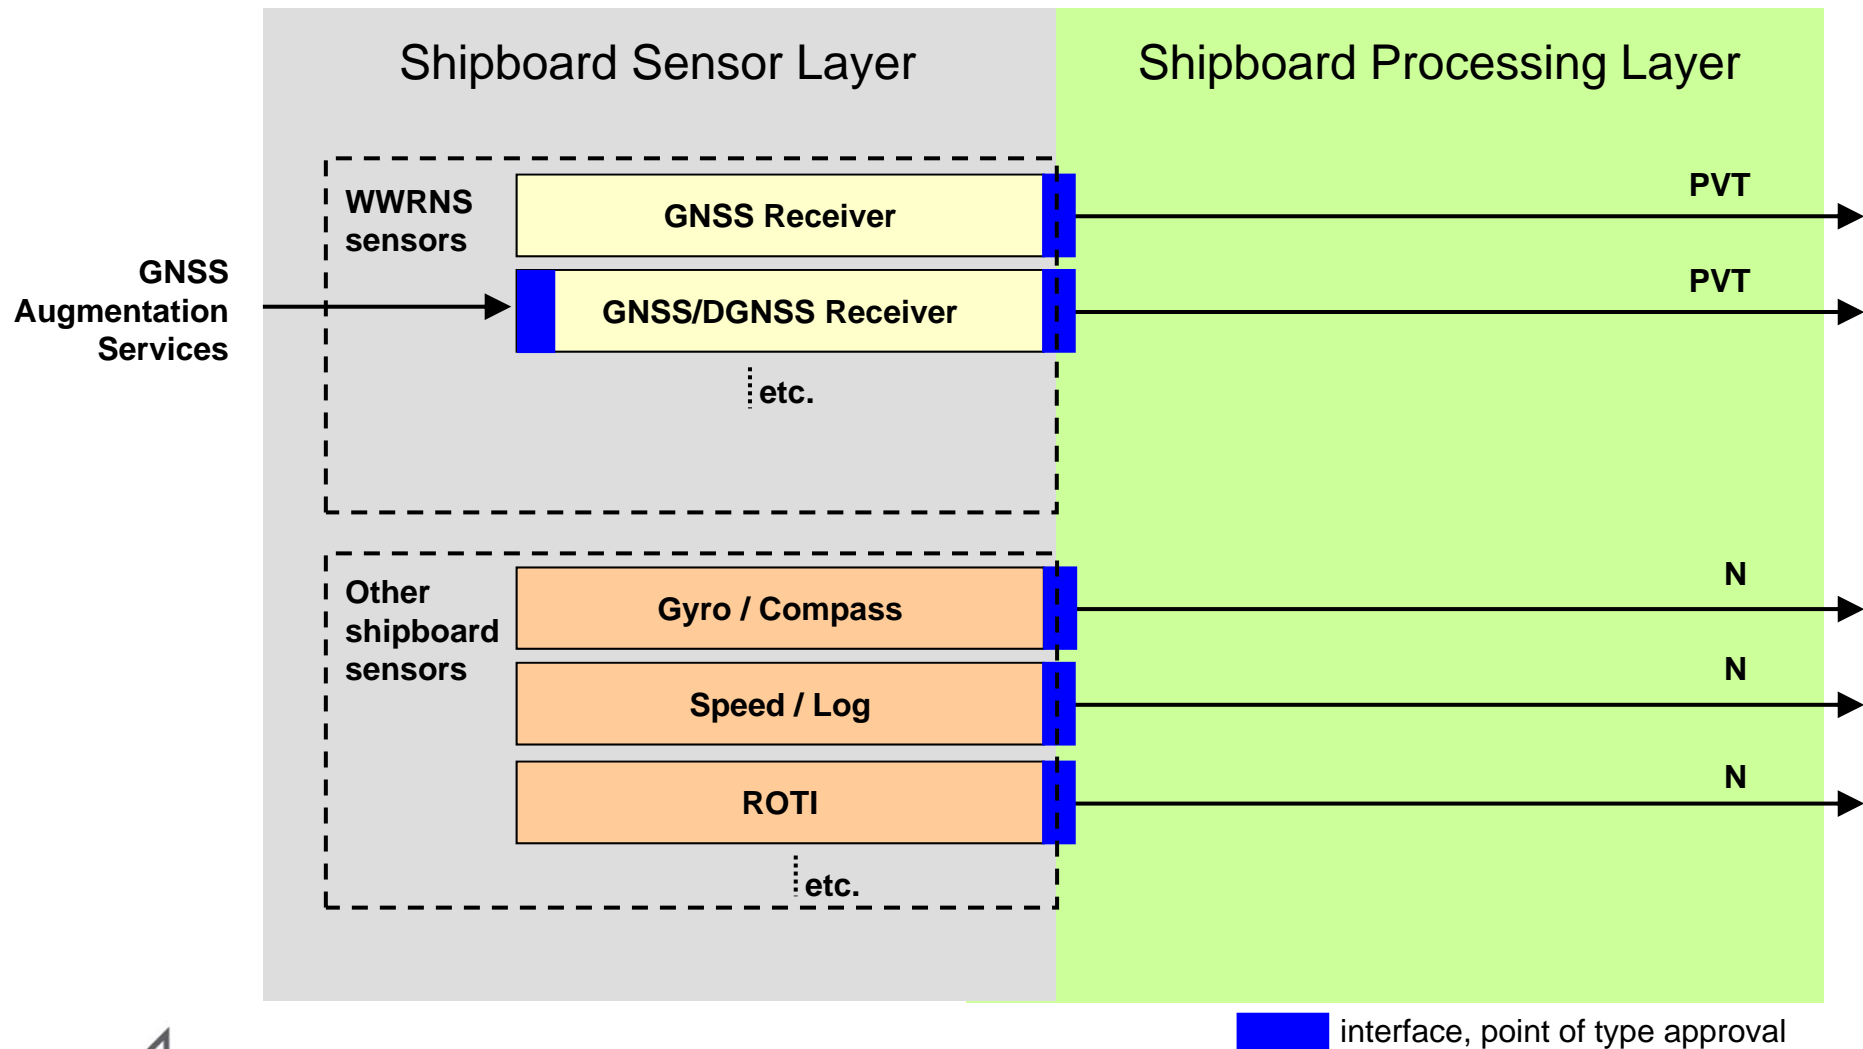 Shipboard Sensor Layer
Shipboard Processing Layer
WWRNS
sensors
GNSS Receiver
PVT
GNSS
Augmentation
Services
GNSS/DGNSS Receiver
PVT
etc.
Other
shipboard
sensors
Gyro / Compass
N
Speed / Log
N
ROTI
N
etc.
interface, point of type approval